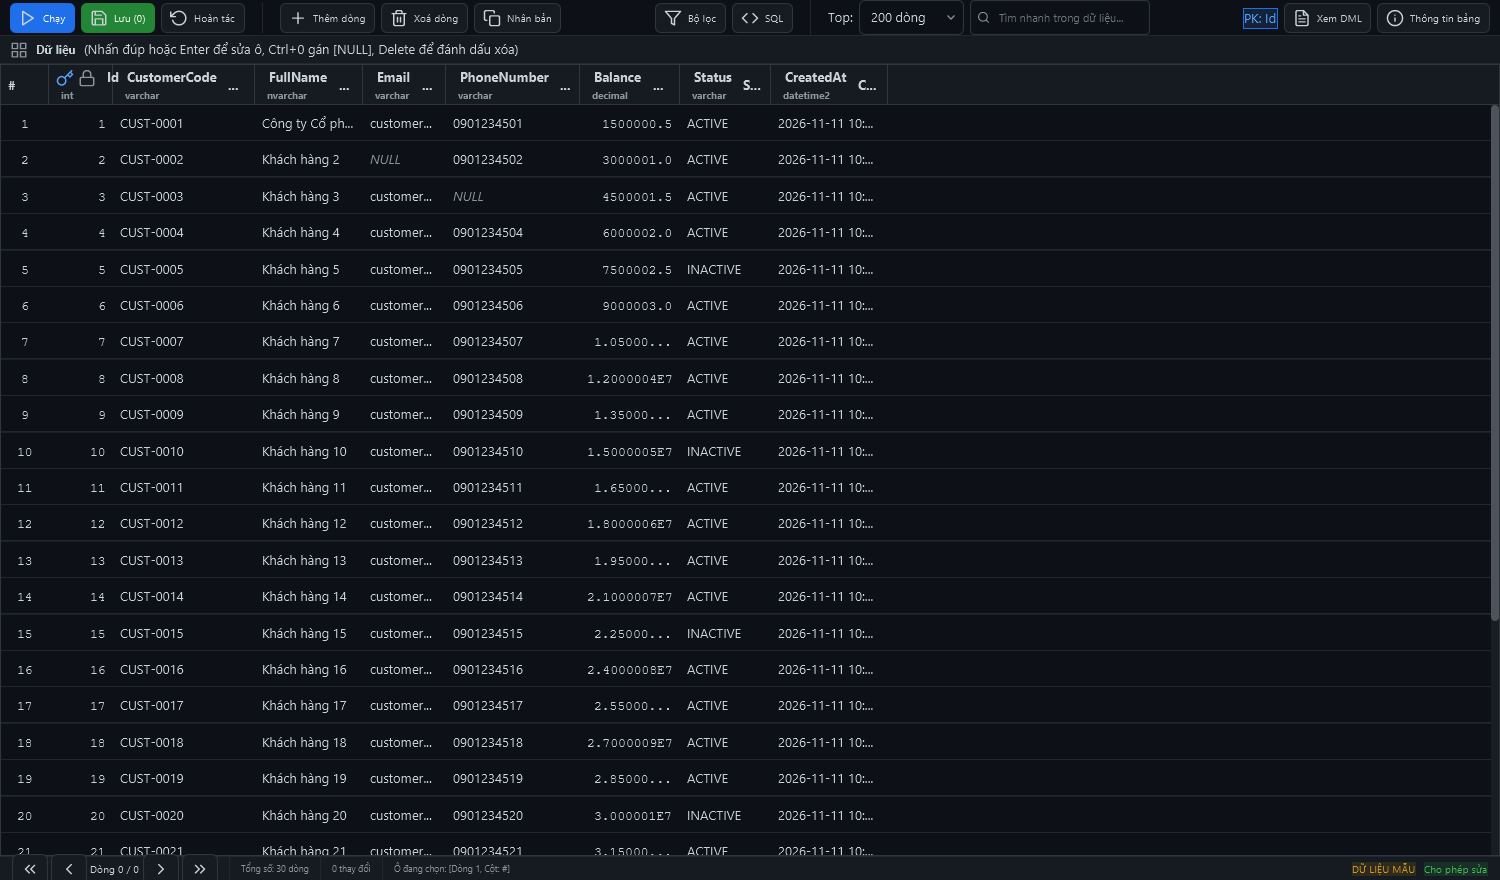 Chạy Lưu (0) Hoàn tác Thêm dòng Xoá dòng Nhân bản Bộ lọc SQL Top: 200 dòng Tìm nhanh trong dữ liệu... PK: Id Xem DML Thông tin bảng
Dữ liệu (Nhấn đúp hoặc Enter để sửa ô, Ctrl+0 gán [NULL], Delete để đánh dấu xóa)
# Id CustomerCode ... FullName ... Email ... PhoneNumber ... Balance ... Status S... CreatedAt C...
int varchar nvarchar varchar varchar decimal varchar datetime2
1 1 CUST-0001 Công ty Cổ ph... customer... 0901234501 1500000.5 ACTIVE 2026-11-11 10:...
2 2 CUST-0002 Khách hàng 2 NULL 0901234502 3000001.0 ACTIVE 2026-11-11 10:...
3 3 CUST-0003 Khách hàng 3 customer... NULL 4500001.5 ACTIVE 2026-11-11 10:...
4 4 CUST-0004 Khách hàng 4 customer... 0901234504 6000002.0 ACTIVE 2026-11-11 10:...
5 5 CUST-0005 Khách hàng 5 customer... 0901234505 7500002.5 INACTIVE 2026-11-11 10:...
6 6 CUST-0006 Khách hàng 6 customer... 0901234506 9000003.0 ACTIVE 2026-11-11 10:...
7 7 CUST-0007 Khách hàng 7 customer... 0901234507 1.05000... ACTIVE 2026-11-11 10:...
8 8 CUST-0008 Khách hàng 8 customer... 0901234508 1.2000004E7 ACTIVE 2026-11-11 10:...
9 9 CUST-0009 Khách hàng 9 customer... 0901234509 1.35000... ACTIVE 2026-11-11 10:...
10 10 CUST-0010 Khách hàng 10 customer... 0901234510 1.5000005E7 INACTIVE 2026-11-11 10:...
11 11 CUST-0011 Khách hàng 11 customer... 0901234511 1.65000... ACTIVE 2026-11-11 10:...
12 12 CUST-0012 Khách hàng 12 customer... 0901234512 1.8000006E7 ACTIVE 2026-11-11 10:...
13 13 CUST-0013 Khách hàng 13 customer... 0901234513 1.95000... ACTIVE 2026-11-11 10:...
14 14 CUST-0014 Khách hàng 14 customer... 0901234514 2.1000007E7 ACTIVE 2026-11-11 10:...
15 15 CUST-0015 Khách hàng 15 customer... 0901234515 2.25000... INACTIVE 2026-11-11 10:...
16 16 CUST-0016 Khách hàng 16 customer... 0901234516 2.4000008E7 ACTIVE 2026-11-11 10:...
17 17 CUST-0017 Khách hàng 17 customer... 0901234517 2.55000... ACTIVE 2026-11-11 10:...
18 18 CUST-0018 Khách hàng 18 customer... 0901234518 2.7000009E7 ACTIVE 2026-11-11 10:...
19 19 CUST-0019 Khách hàng 19 customer... 0901234519 2.85000... ACTIVE 2026-11-11 10:...
20 20 CUST-0020 Khách hàng 20 customer... 0901234520 3.000001E7 INACTIVE 2026-11-11 10:...
21 21 CUST-0021 Khách hàng 21 customer... 0901234521 3.15000... ACTIVE 2026-11-11 10:...
Dòng 0 / 0 Tổng số: 30 dòng 0 thay đổi Ô đang chọn: [Dòng 1, Cột: #] DỮ LIỆU MẪU Cho phép sửa